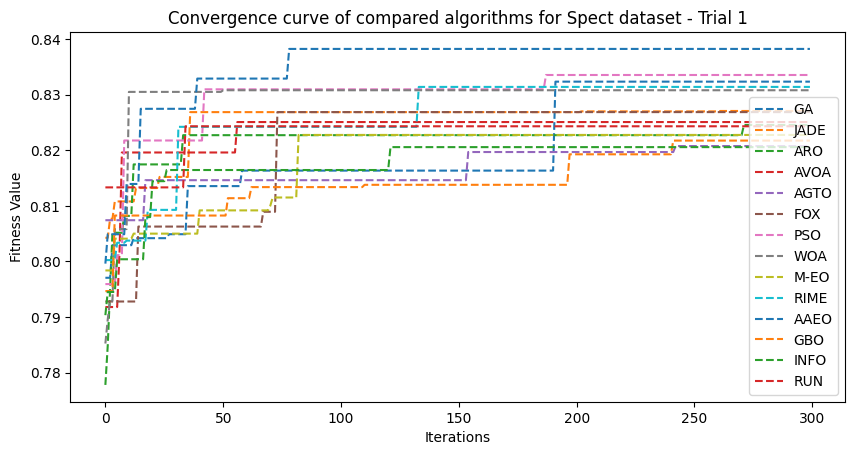 Convergence curve of compared algorithms for Spect dataset - Trial 1
Fitness Value
0.84
0.83
0.82
0.81
0.80
0.79
0.78
0
50
100
150
200
250
300
Iterations
GA
JADE
ARO
AVOA
AGTO
FOX
PSO
WOA
M-EO
RIME
AAEO
GBO
INFO
RUN